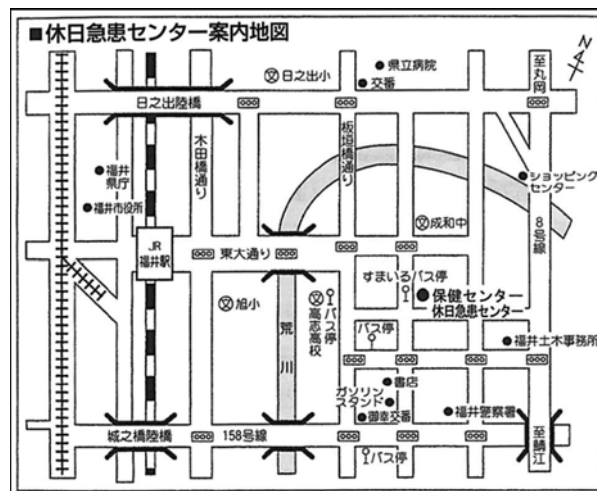 ■休日急患センター案内地図
N
日之出小
県立病院
交番
至丸岡
日之出陸橋
木田橋通り
板垣橋通り
福井
県庁
福井市役所
ショッピング
センター
8号線
成和中
JR
福井駅
東大通り
すまいるバス停
保健センター
休日急患センター
旭小
高志高校
バス停
荒川
バス停
福井土木事務所
書店
ガソリン
スタンド
御幸交番
福井警察署
城之橋陸橋
158号線
バス停
至鯖江